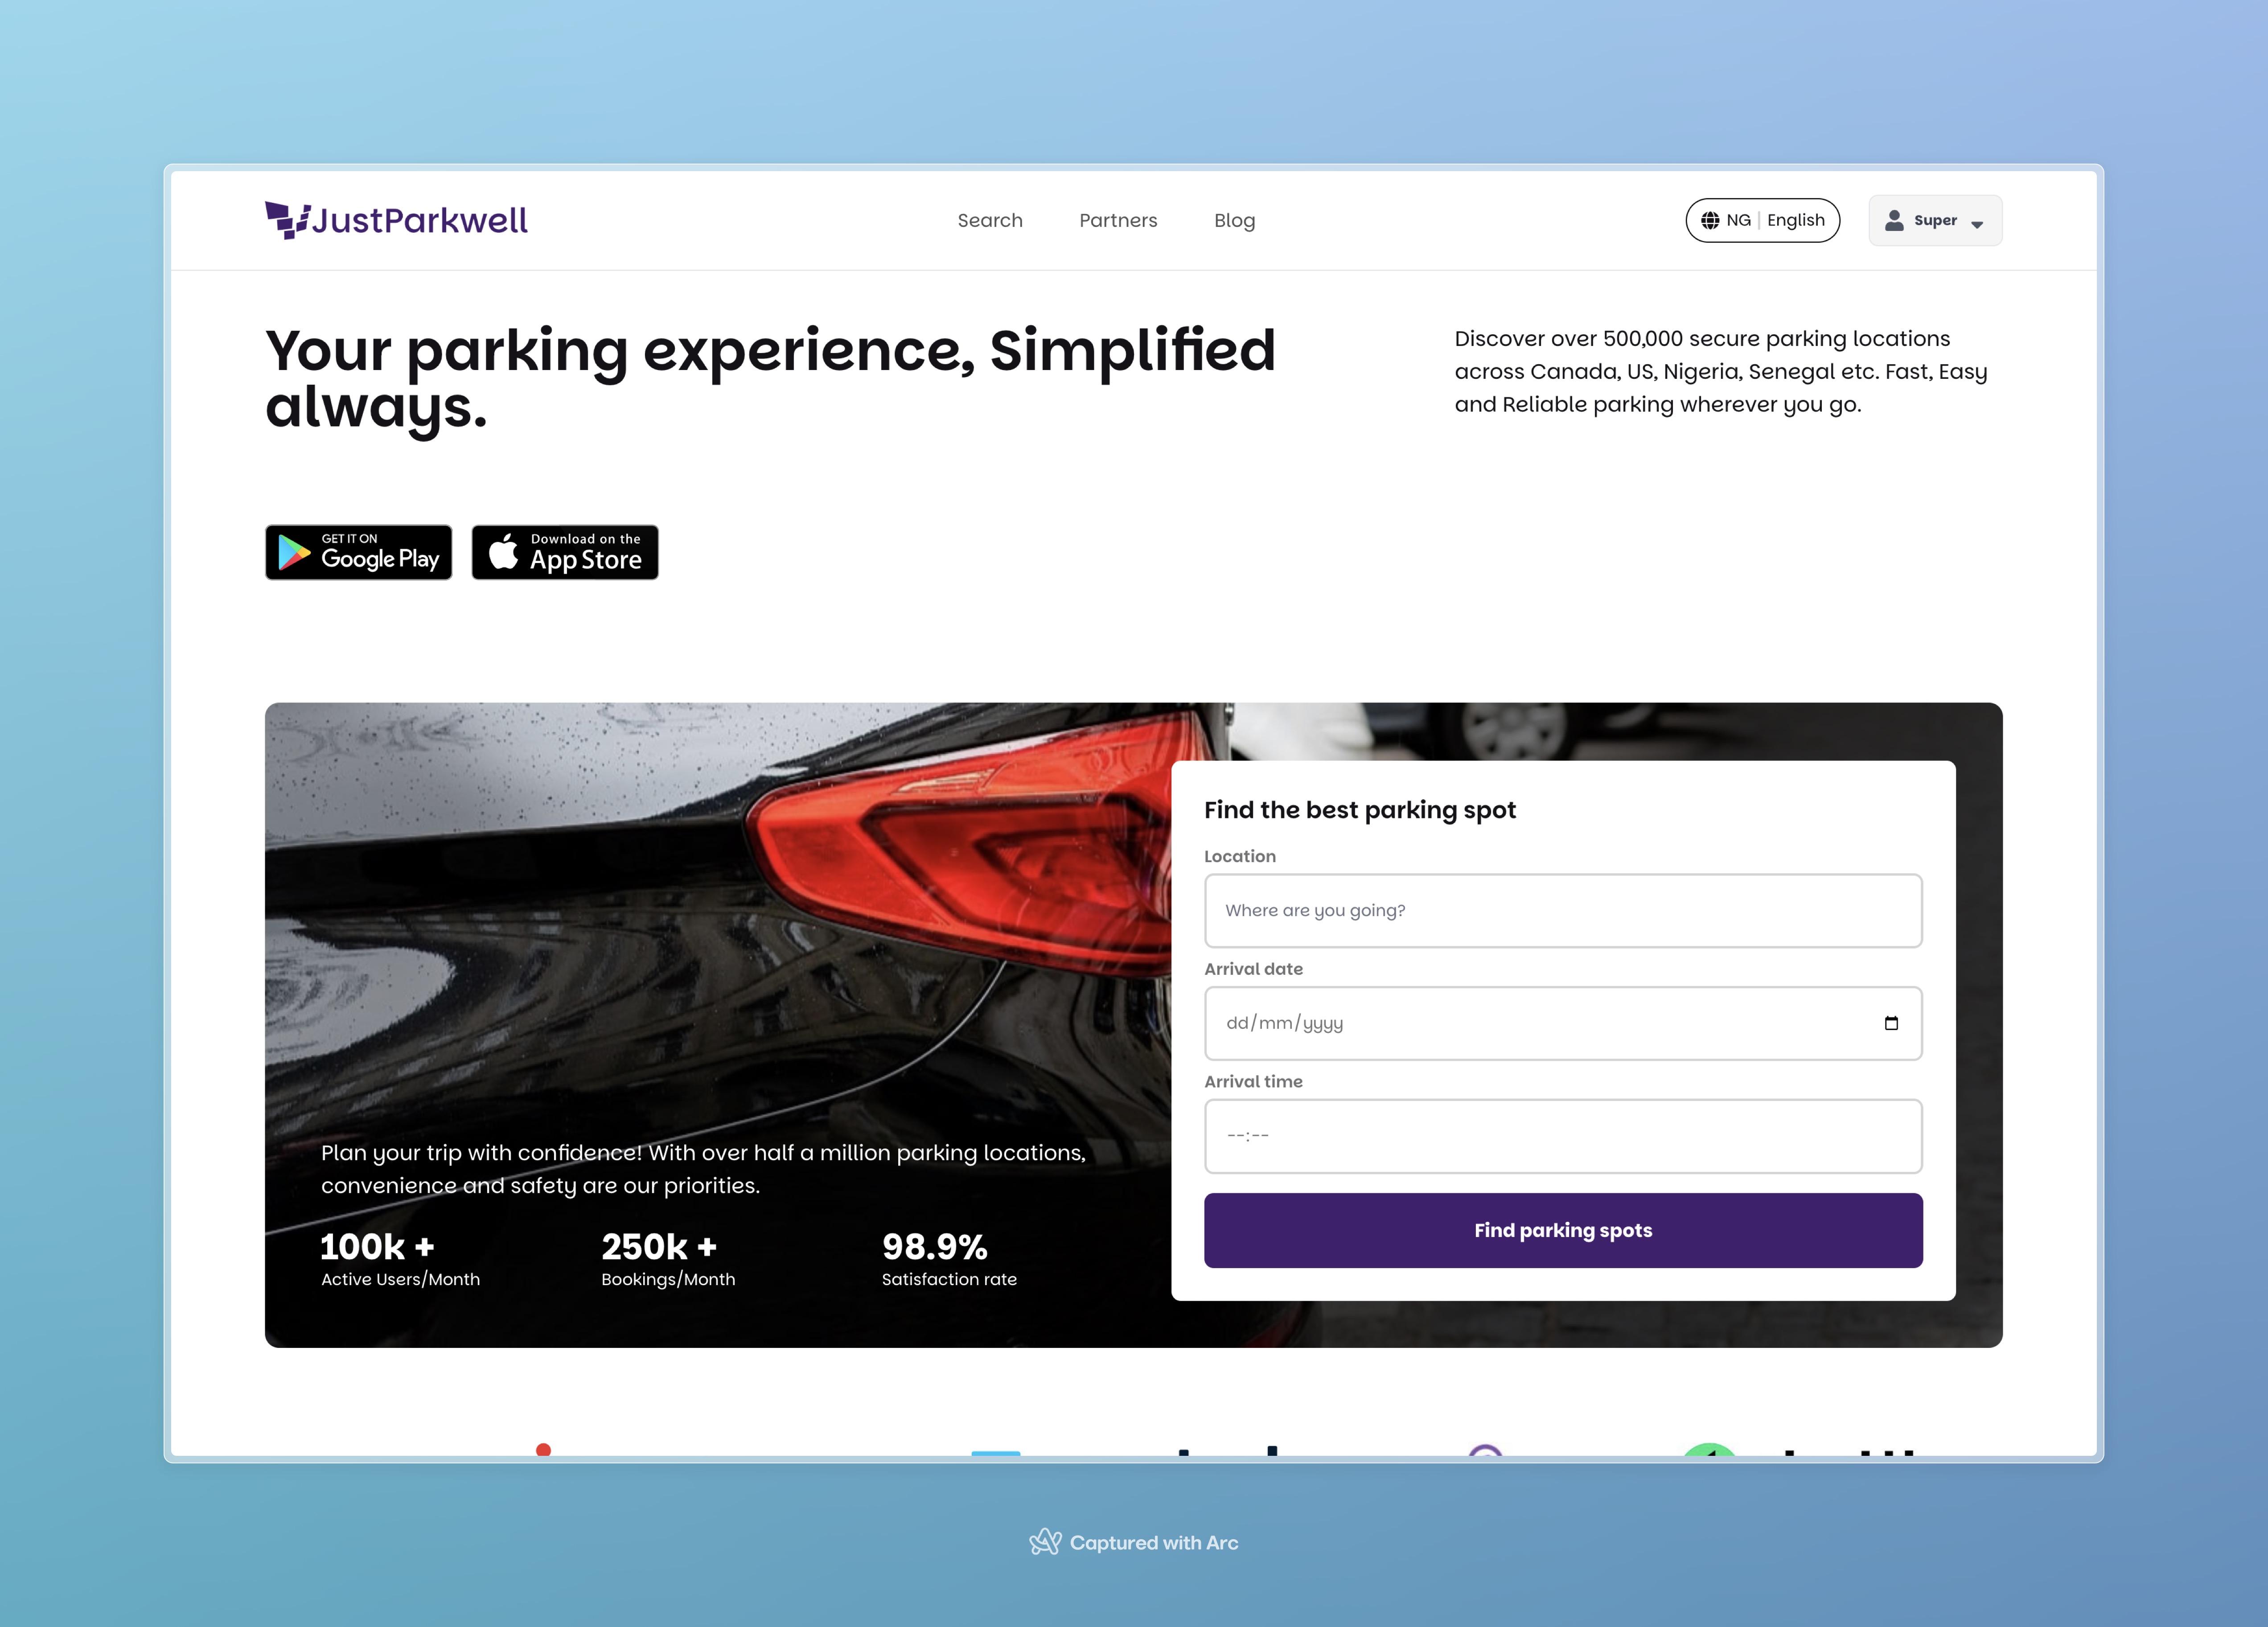 JustParkwell
Search
Partners
Blog
NG | English
Super
Your parking experience, Simplified
always.
Discover over 500,000 secure parking locations
across Canada, US, Nigeria, Senegal etc. Fast, Easy
and Reliable parking wherever you go.
GET IT ON
Google Play
Download on the
App Store
Plan your trip with confidence! With over half a million parking locations,
convenience and safety are our priorities.
100k +
Active Users/Month
250k +
Bookings/Month
98.9%
Satisfaction rate
Find the best parking spot
Location
Where are you going?
Arrival date
dd/mm/yyyy
Arrival time
--:--
Find parking spots
Captured with Arc